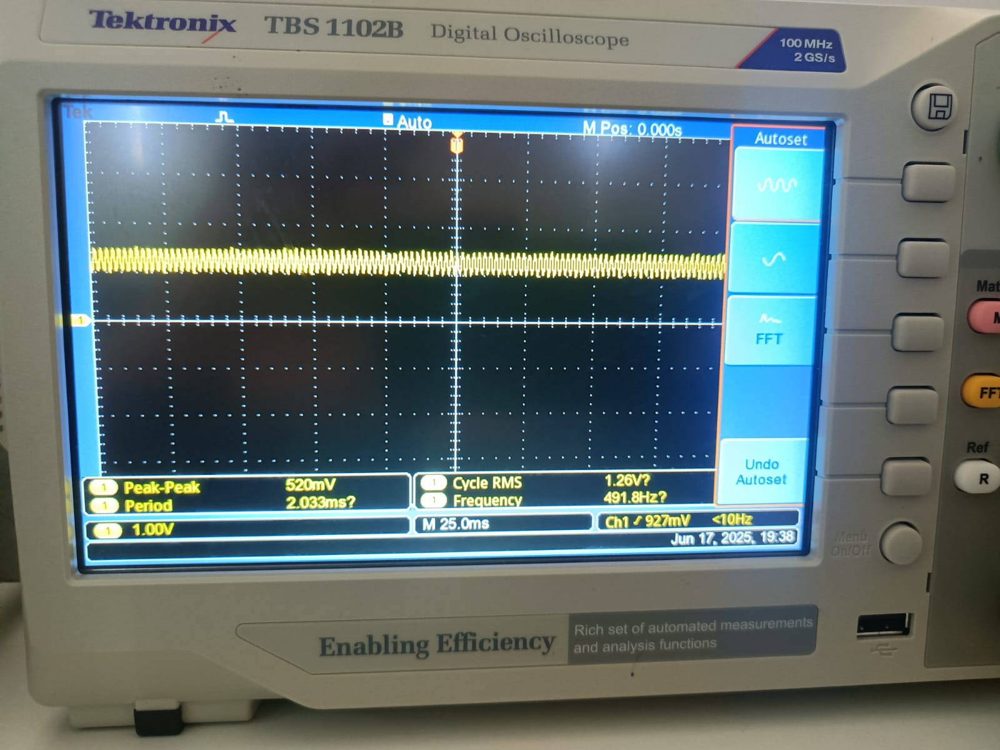 Tektronix TBS 1102B Digital Oscilloscope
100 MHz
2 GS/s
Tek Auto M Pos: 0.000s
T
1
Autoset
FFT
Undo
Autoset
1 Peak-Peak 520mV 1 Cycle RMS 1.26V?
1 Period 2.033ms? 1 Frequency 491.8Hz?
1 1.00V M 25.0ms Ch1 927mV <10Hz
Jun 17, 2025, 19:38
Mat
M
FFT
Ref
R
Menu
On/Off
Enabling Efficiency
Rich set of automated measurements
and analysis functions